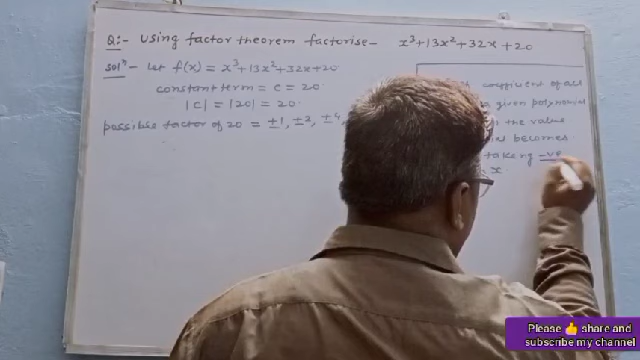 Q:- Using factor theorem factorise- x³+13x²+32x+20
solⁿ- let f(x) = x³+13x²+32x+20
constant term = c = 20
|c| = |20| = 20
possible factor of 20 = ±1, ±2, ±4,
coefficient of all
given polynomial
the value
becomes
taking -ve
x.
Please 👍 share and
subscribe my channel